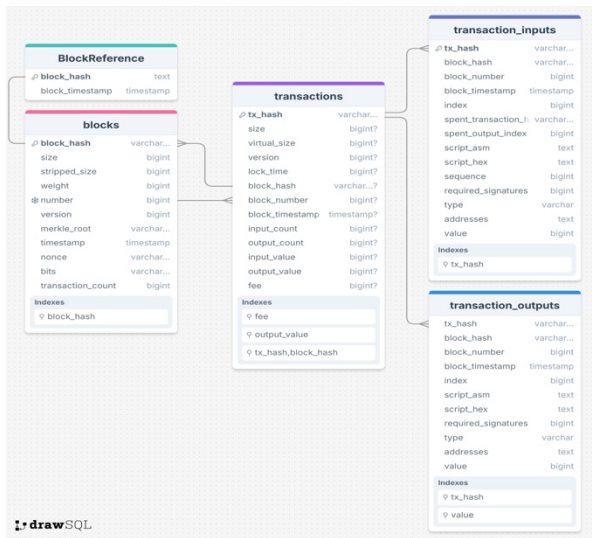 BlockReference
block_hash text
block_timestamp timestamp
blocks
block_hash varchar...
size bigint
stripped_size bigint
weight bigint
number bigint
version bigint
merkle_root varchar...
timestamp timestamp
nonce varchar...
bits varchar...
transaction_count bigint
Indexes
block_hash
transactions
tx_hash varchar...
size bigint?
virtual_size bigint?
version bigint?
lock_time bigint?
block_hash varchar...?
block_number bigint?
block_timestamp timestamp?
input_count bigint?
output_count bigint?
input_value bigint?
output_value bigint?
fee bigint?
Indexes
fee
output_value
tx_hash,block_hash
transaction_inputs
tx_hash varchar...
block_hash varchar...
block_number bigint
block_timestamp timestamp
index bigint
spent_transaction_h varchar...
spent_output_index bigint
script_asm text
script_hex text
sequence bigint
required_signatures bigint
type varchar
addresses text
value bigint
Indexes
tx_hash
transaction_outputs
tx_hash varchar...
block_hash varchar...
block_number bigint
block_timestamp timestamp
index bigint
script_asm text
script_hex text
required_signatures bigint
type varchar
addresses text
value bigint
Indexes
tx_hash
value
drawSQL